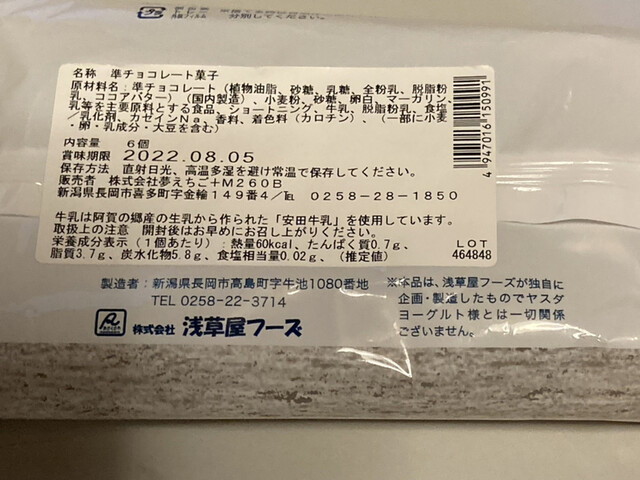 分別してください。
名称 準チョコレート菓子
原材料名:準チョコレート(植物油脂、砂糖、乳糖、全粉乳、脱脂粉
乳、ココアバター)(国内製造)、小麦粉、砂糖、卵白、マーガリン、
乳等を主要原料とする食品、ショートニング、牛乳、脱脂粉乳、食塩
/乳化剤、カゼインNa、香料、着色料(カロチン)、(一部に小麦
・卵・乳成分・大豆を含む)
内容量 6個
賞味期限 2022.08.05
保存方法 直射日光、高温多湿を避け常温で保存してください。
販売者 株式会社夢えちご+M260B
新潟県長岡市喜多町字金輪149番4/℡ 0258-28-1850
4947016150991
牛乳は阿賀の郷産の生乳から作られた「安田牛乳」を使用しています。
取扱上の注意 開封後はお早めにお召し上がりください。
栄養成分表示(1個あたり):熱量60kcal、たんぱく質0.7g、
脂質3.7g、炭水化物5.8g、食塩相当量0.02g、(推定値)
LOT
464848
製造者:新潟県長岡市高島町字牛池1080番地
TEL 0258-22-3714
株式会社 浅草屋フーズ
※本品は、浅草屋フーズが独自に
企画・製造したものでヤスダ
ヨーグルト様とは一切関係
ございません。